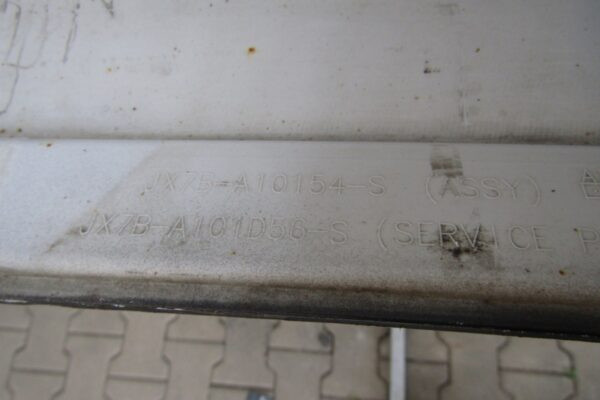 JX7B-A10154-S (ASSY)
JX7B-A101D56-S (SERVICE P